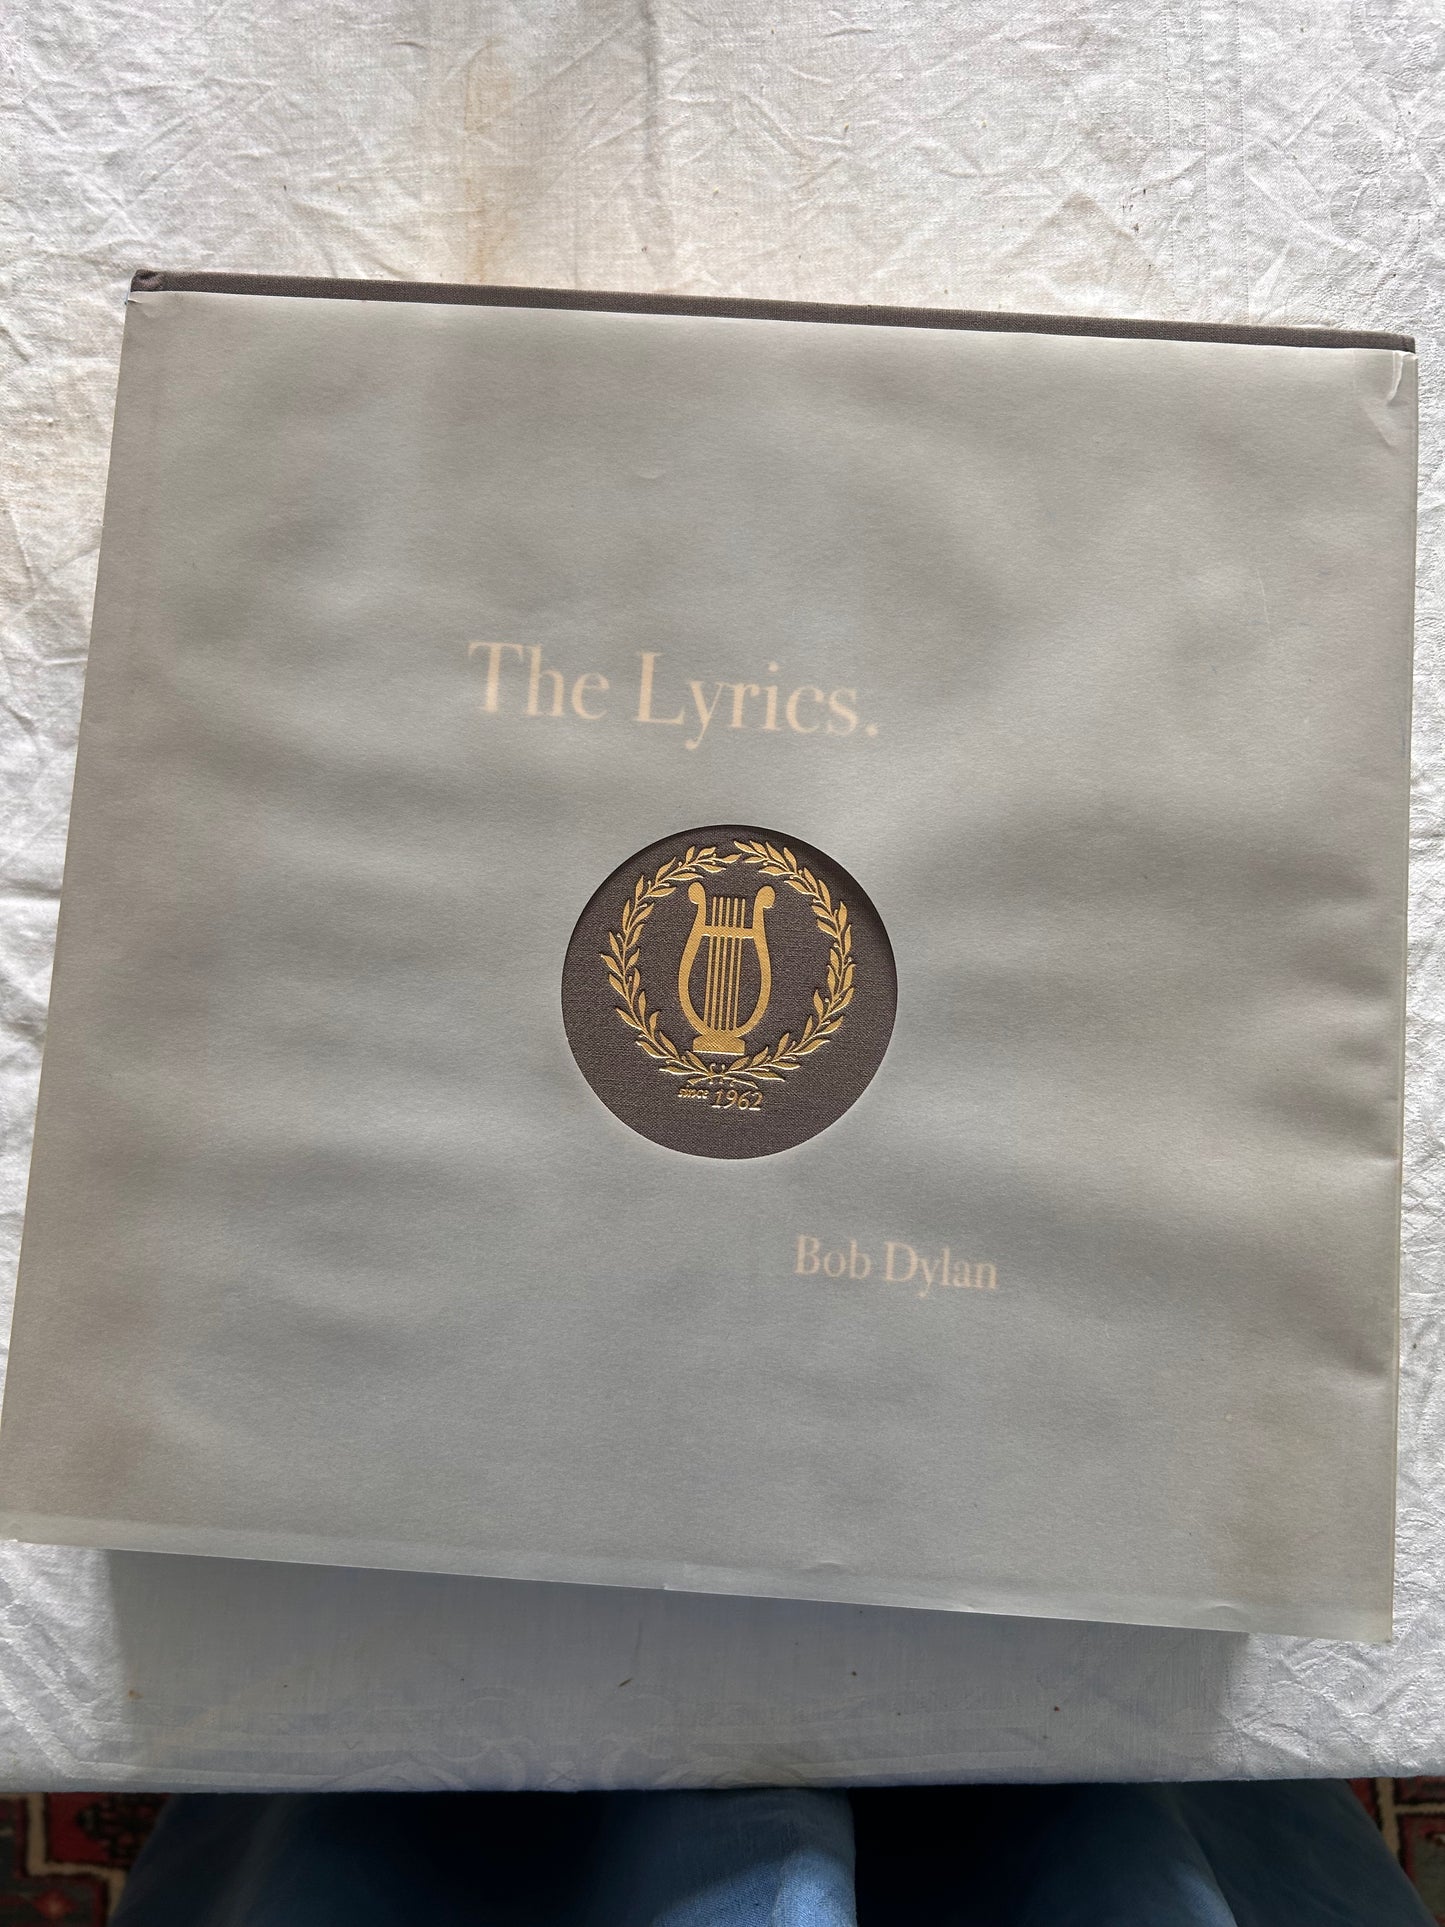 The Lyrics.
since 1962
Bob Dylan